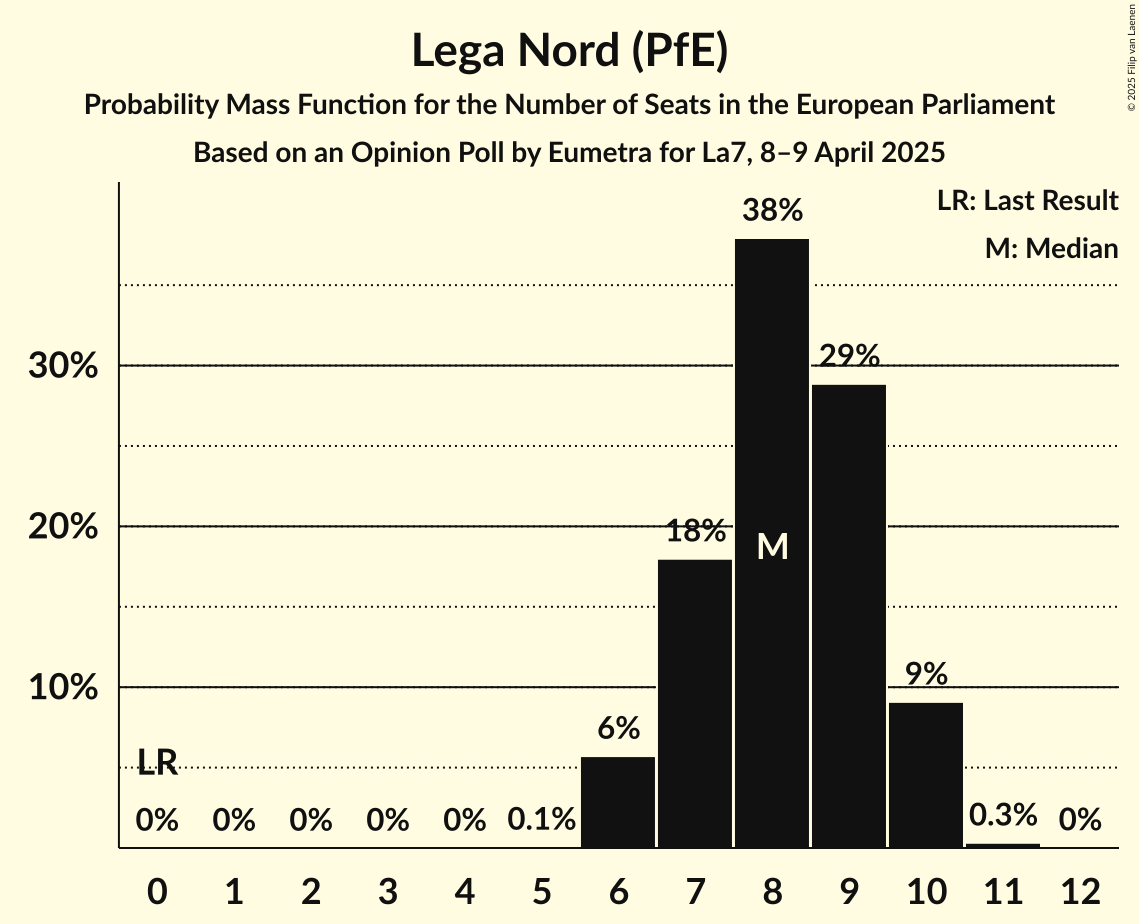 Lega Nord (PfE)
Probability Mass Function for the Number of Seats in the European Parliament
Based on an Opinion Poll by Eumetra for La7, 8–9 April 2025
© 2025 Filip van Laenen
LR: Last Result
M: Median
38%
30%
29%
20%
18%
M
10%
9%
6%
LR
0% 0% 0% 0% 0% 0.1% 0.3% 0%
0 1 2 3 4 5 6 7 8 9 10 11 12